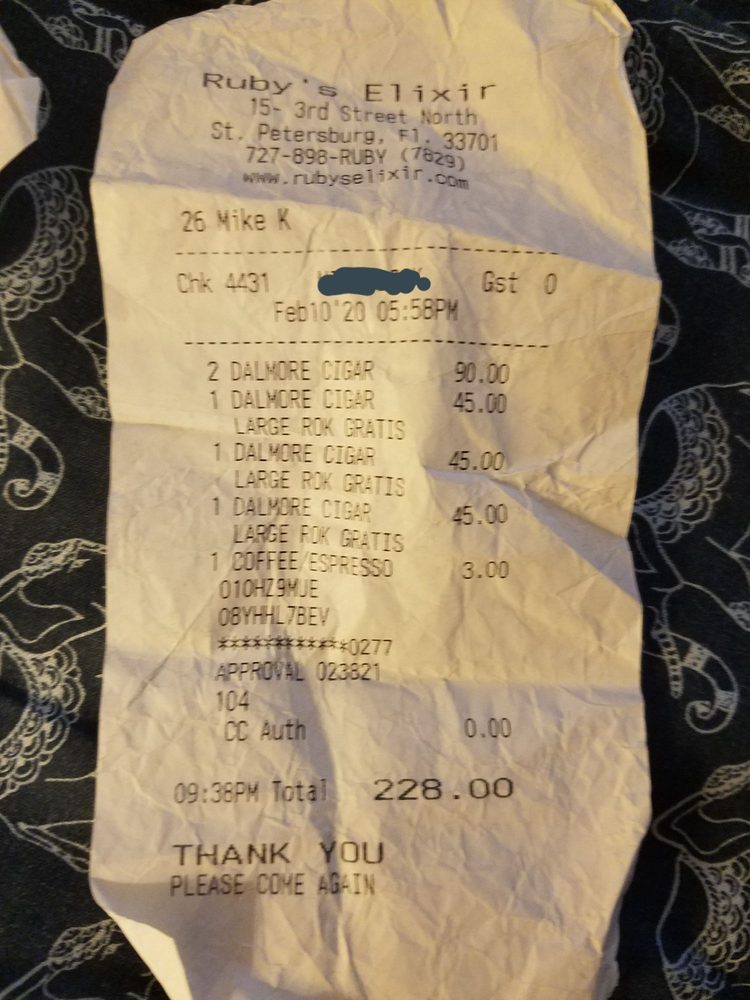 Ruby's Elixir
15- 3rd Street North
St. Petersburg, Fl. 33701
727-898-RUBY (7829)
www.rubyselixir.com
26 Mike K
Chk 4431 Gst 0
Feb10'20 05:58PM
2 DALMORE CIGAR 90.00
1 DALMORE CIGAR 45.00
LARGE ROK GRATIS
1 DALMORE CIGAR 45.00
LARGE ROK GRATIS
1 DALMORE CIGAR 45.00
LARGE ROK GRATIS
1 COFFEE/ESPRESSO 3.00
010HZ9MJE
08YHHL7BEV
************0277
APPROVAL 023821
104
CC Auth 0.00
09:38PM Total 228.00
THANK YOU
PLEASE COME AGAIN